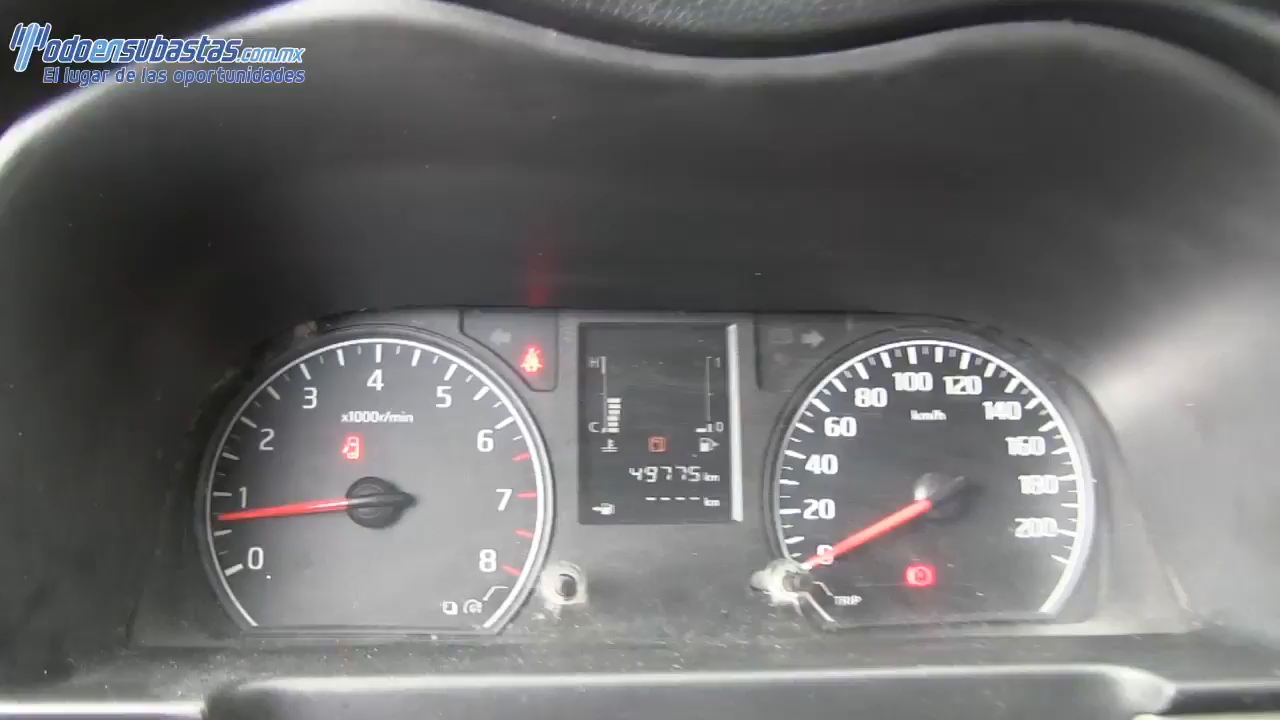 Todoensubastas.com.mx
El lugar de las oportunidades
0 1 2 3 4 5 6 7 8
x1000r/min
H 1
C 0
49775 km
---- km
0 20 40 60 80 100 120 140 160 180 200
km/h
TRIP